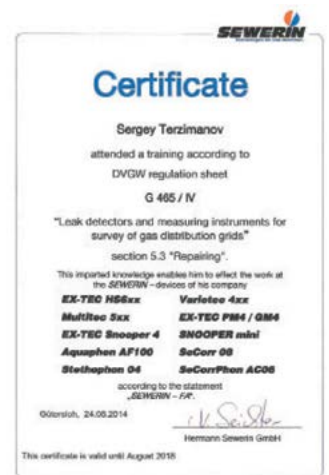 SEWERIN
Certificate
Sergey Terzimanov
attended a training according to
DVGW regulation sheet
G 465 / IV
"Leak detectors and measuring instruments for
survey of gas distribution grids"
section 5.3 "Repairing".
This imparted knowledge enables him to effect the work at
the SEWERIN – devices of his company
EX-TEC HS6xx Variotec 4xx
Multitec 5xx EX-TEC PM4 / GM4
EX-TEC Snooper 4 SNOOPER mini
Aquaphon AF100 SeCorr 08
Stethophon 04 SeCorrPhon AC06
according to the statement
„SEWERIN – FA“.
Gütersloh, 24.06.2014
Hermann Sewerin GmbH
This certificate is valid until August 2018